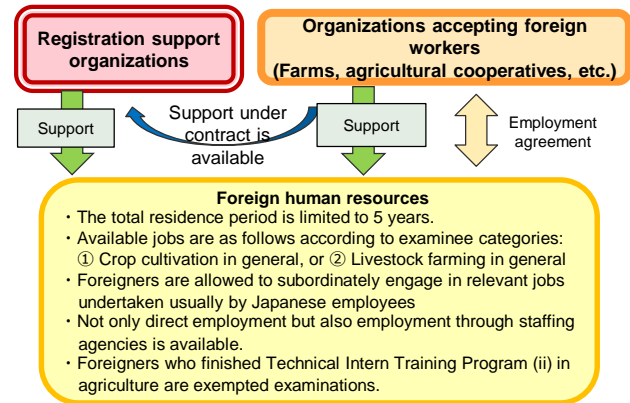 Registration support
organizations
Organizations accepting foreign
workers
(Farms, agricultural cooperatives, etc.)
Support
Support under
contract is
available
Support
Employment
agreement
Foreign human resources
・The total residence period is limited to 5 years.
・Available jobs are as follows according to examinee categories:
① Crop cultivation in general, or ② Livestock farming in general
・Foreigners are allowed to subordinately engage in relevant jobs
undertaken usually by Japanese employees
・Not only direct employment but also employment through staffing
agencies is available.
・Foreigners who finished Technical Intern Training Program (ii) in
agriculture are exempted examinations.